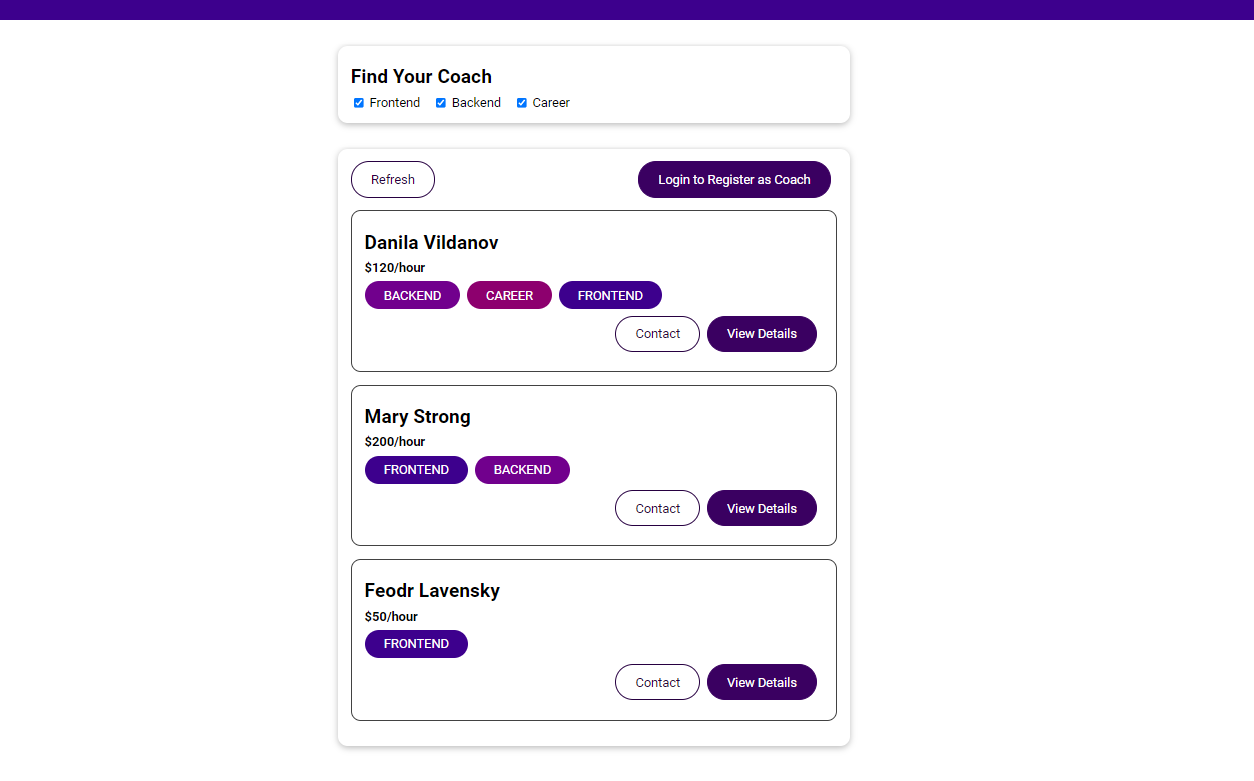 Find Your Coach
Frontend Backend Career
Refresh Login to Register as Coach
Danila Vildanov
$120/hour
BACKEND CAREER FRONTEND
Contact View Details
Mary Strong
$200/hour
FRONTEND BACKEND
Contact View Details
Feodr Lavensky
$50/hour
FRONTEND
Contact View Details